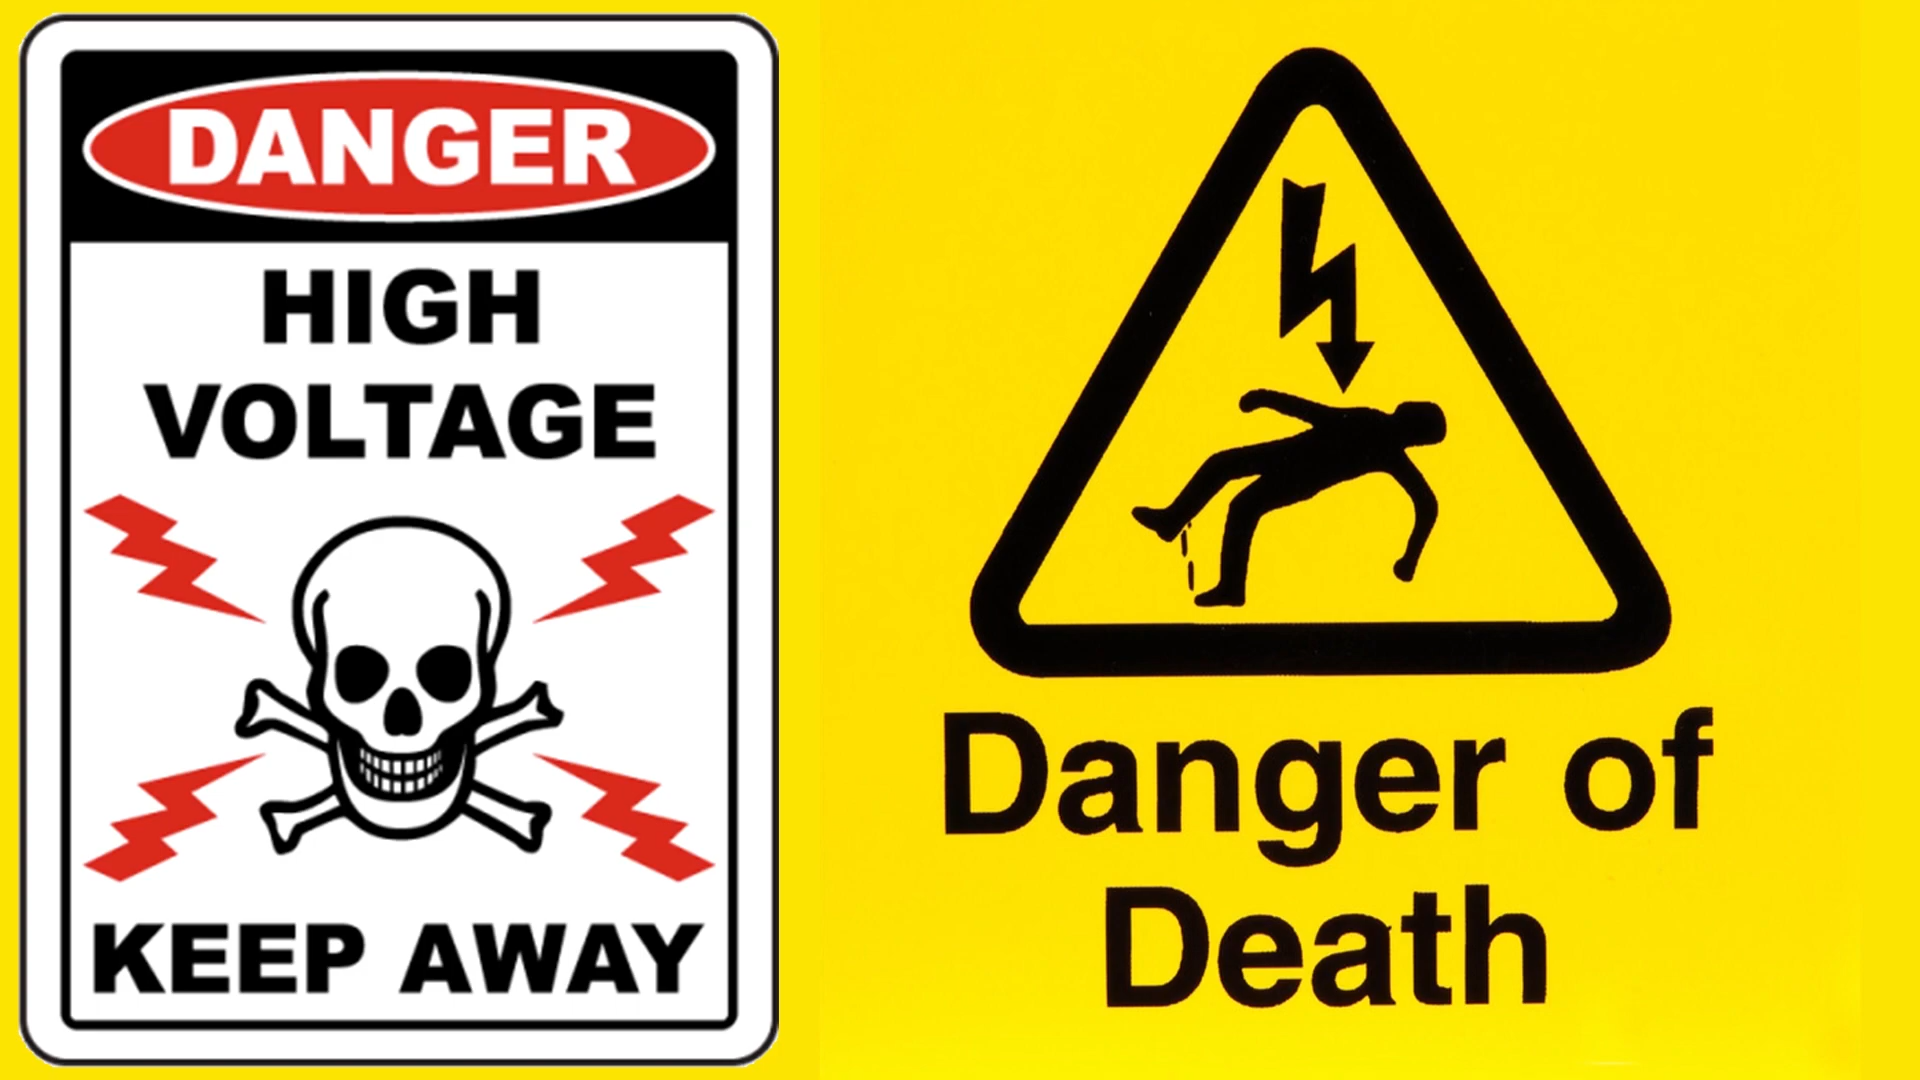 DANGER
HIGH
VOLTAGE
KEEP AWAY
Danger of
Death